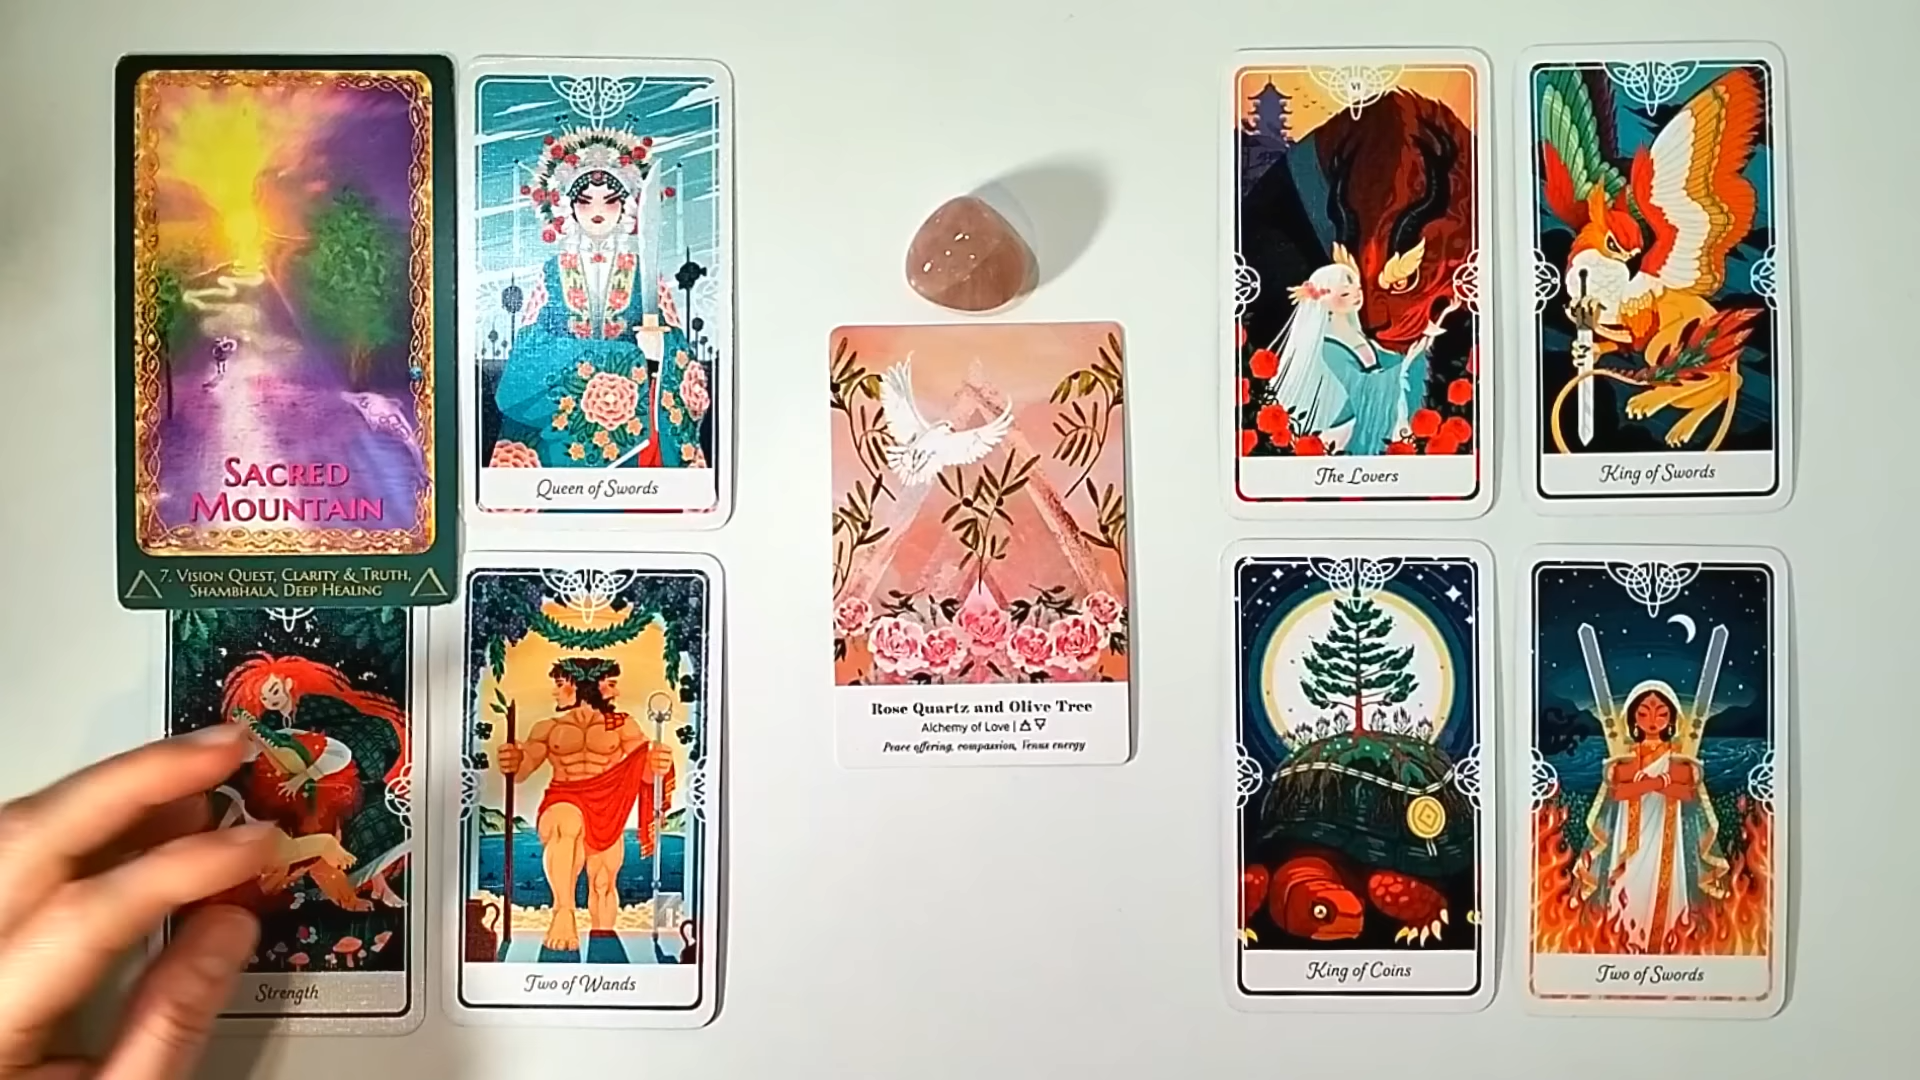 SACRED
MOUNTAIN
7. VISION QUEST, CLARITY & TRUTH,
SHAMBHALA, DEEP HEALING
Queen of Swords
Strength
Two of Wands
Rose Quartz and Olive Tree
Alchemy of Love |
Peace offering, compassion, Venus energy
VI
The Lovers
King of Swords
King of Coins
Two of Swords